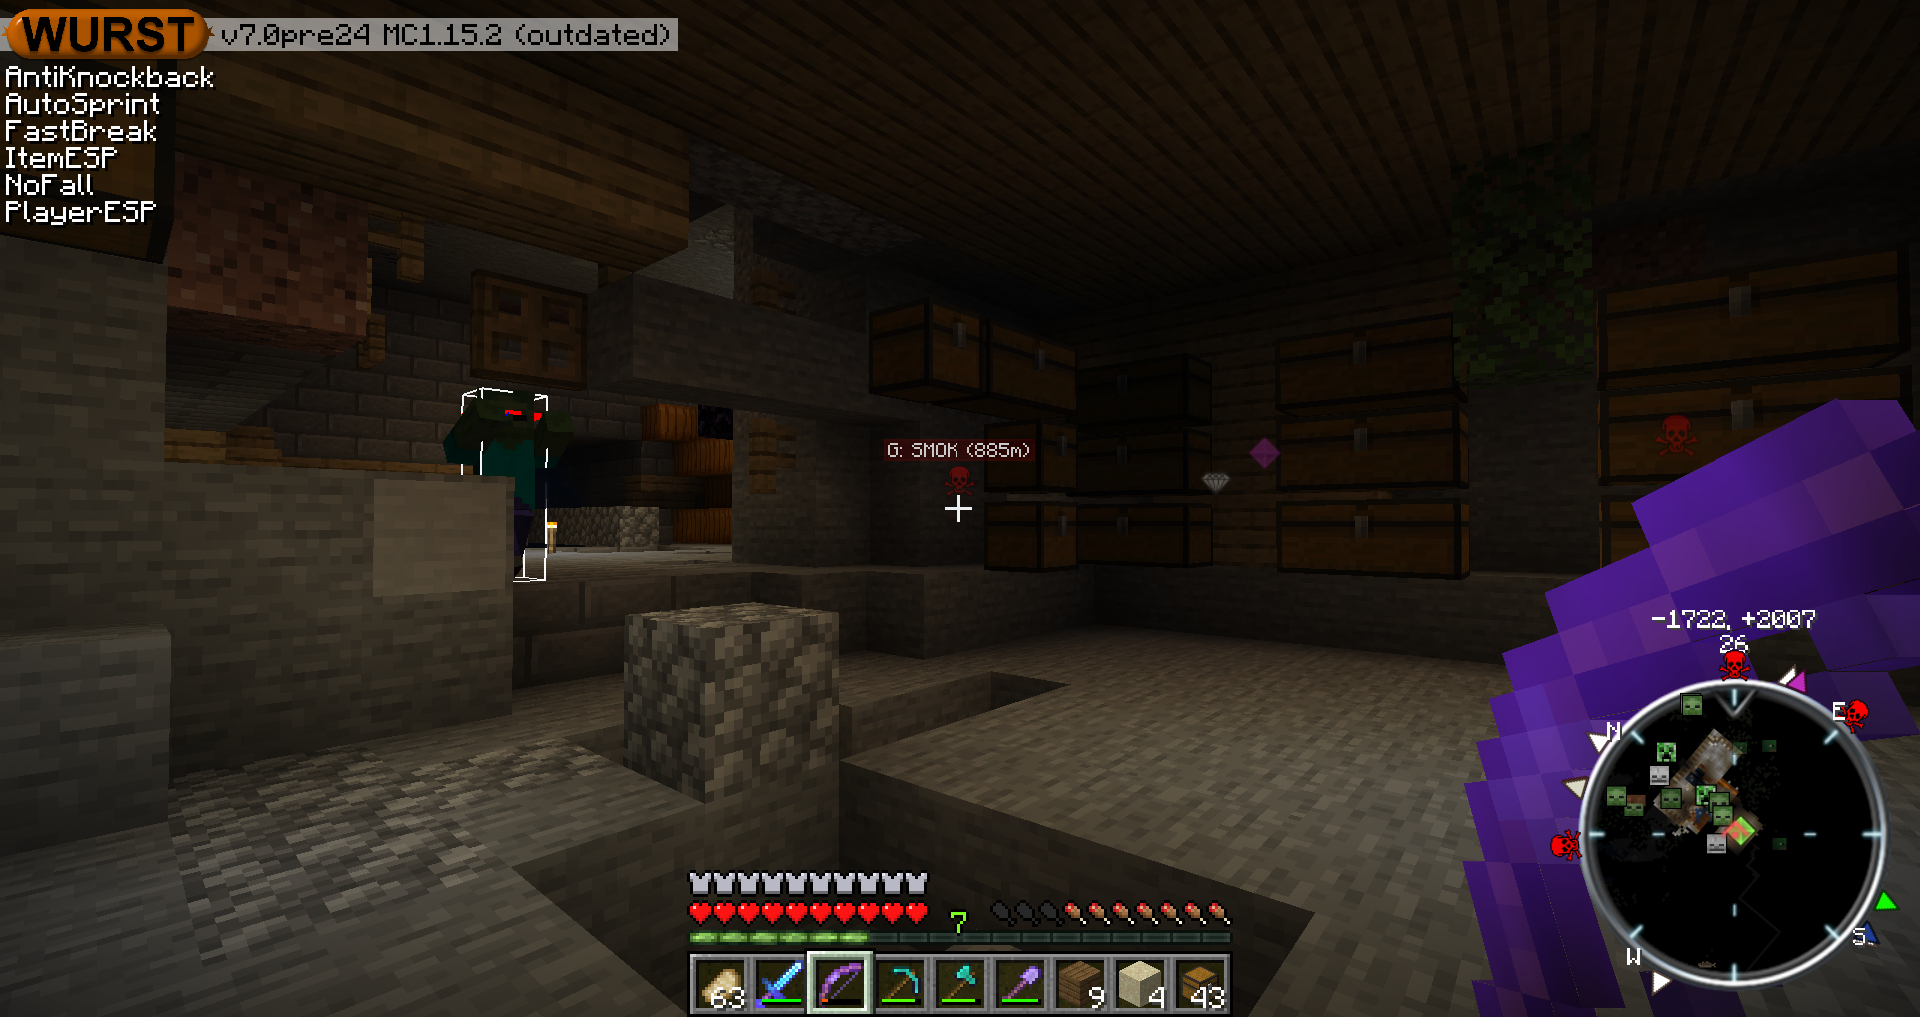 WURST v7.0pre24 MC1.15.2 (outdated)
AntiKnockback
AutoSprint
FastBreak
ItemESP
NoFall
PlayerESP
G: SMOK (885m)
-1722, +2007
26
N
E
S
W
7
63
9
4
43